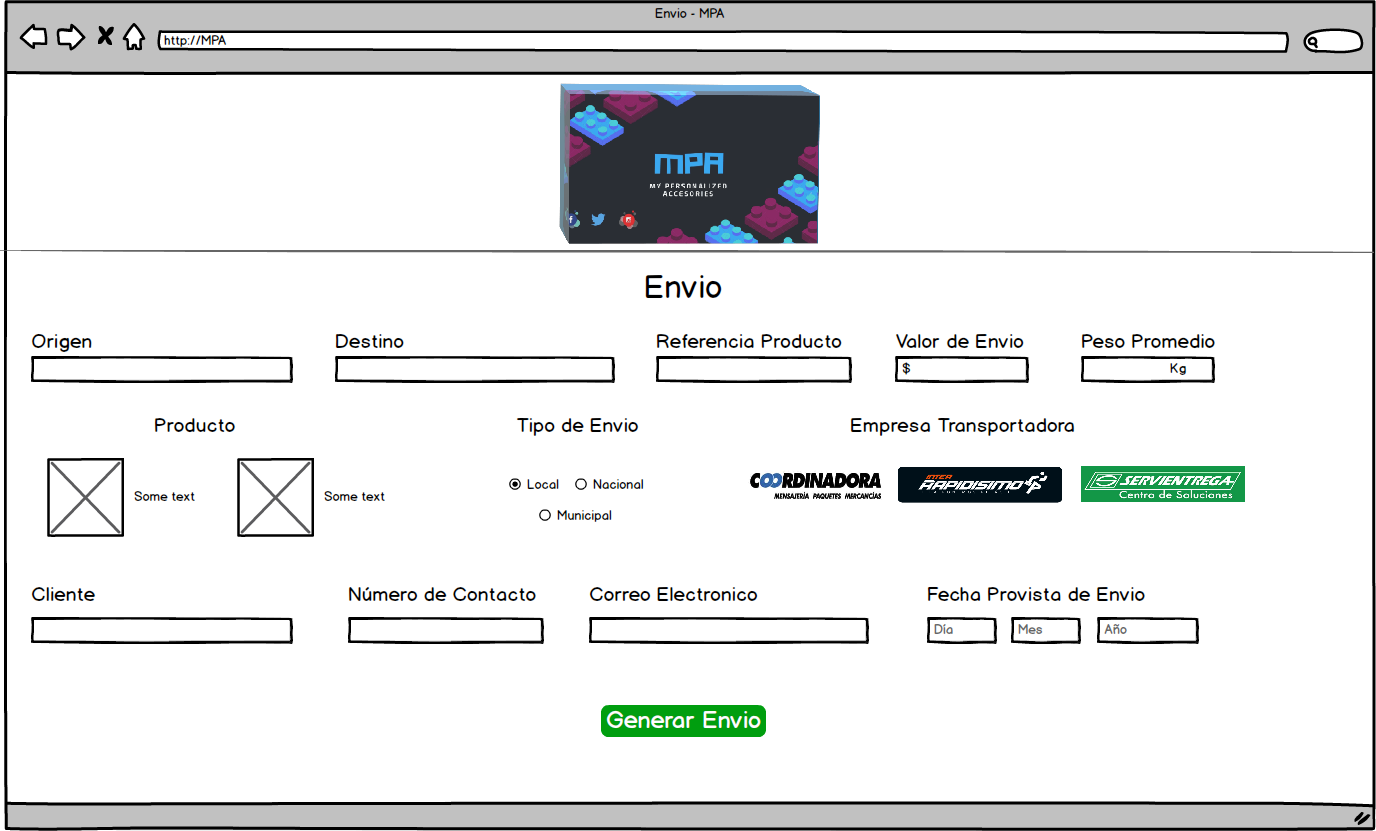 Envio - MPA
http://MPA
MPA
MY PERSONALIZED
ACCESORIES
Envio
Origen Destino Referencia Producto Valor de Envio Peso Promedio
$ Kg
Producto Tipo de Envio Empresa Transportadora
COORDINADORA
MENSAJERÍA PAQUETES MERCANCÍAS
INTER
RAPIDISIMO
SERVIENTREGA
Centro de Soluciones
Some text Some text
Local Nacional
Municipal
Cliente Número de Contacto Correo Electronico Fecha Provista de Envio
Día Mes Año
Generar Envio